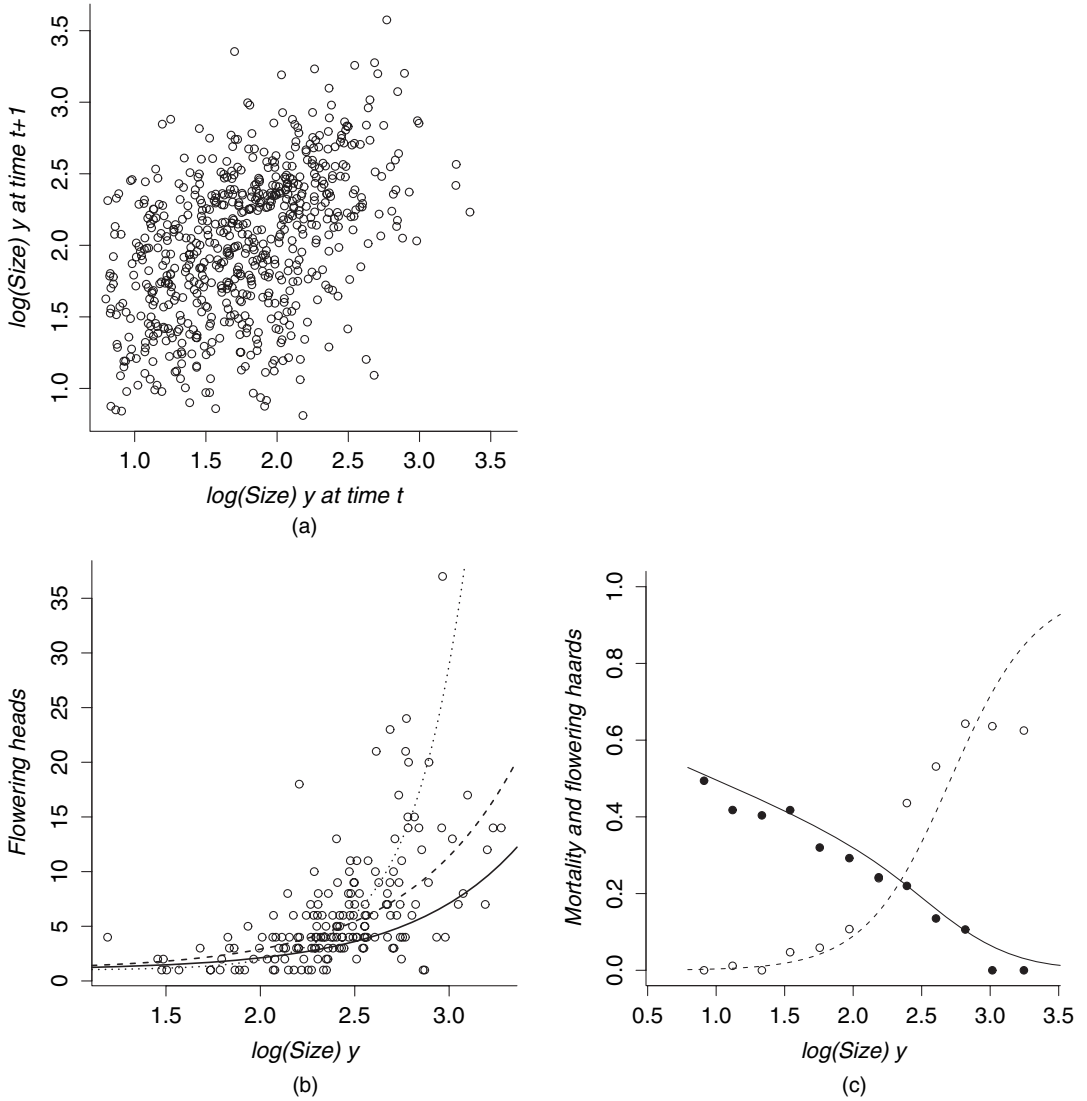 3.5
3.0
2.5
2.0
1.5
1.0
log(Size) y at time t+1
1.0 1.5 2.0 2.5 3.0 3.5
log(Size) y at time t
(a)
35
30
25
20
15
10
5
0
Flowering heads
1.5 2.0 2.5 3.0
log(Size) y
(b)
1.0
0.8
0.6
0.4
0.2
0.0
Mortality and flowering haards
0.5 1.0 1.5 2.0 2.5 3.0 3.5
log(Size) y
(c)